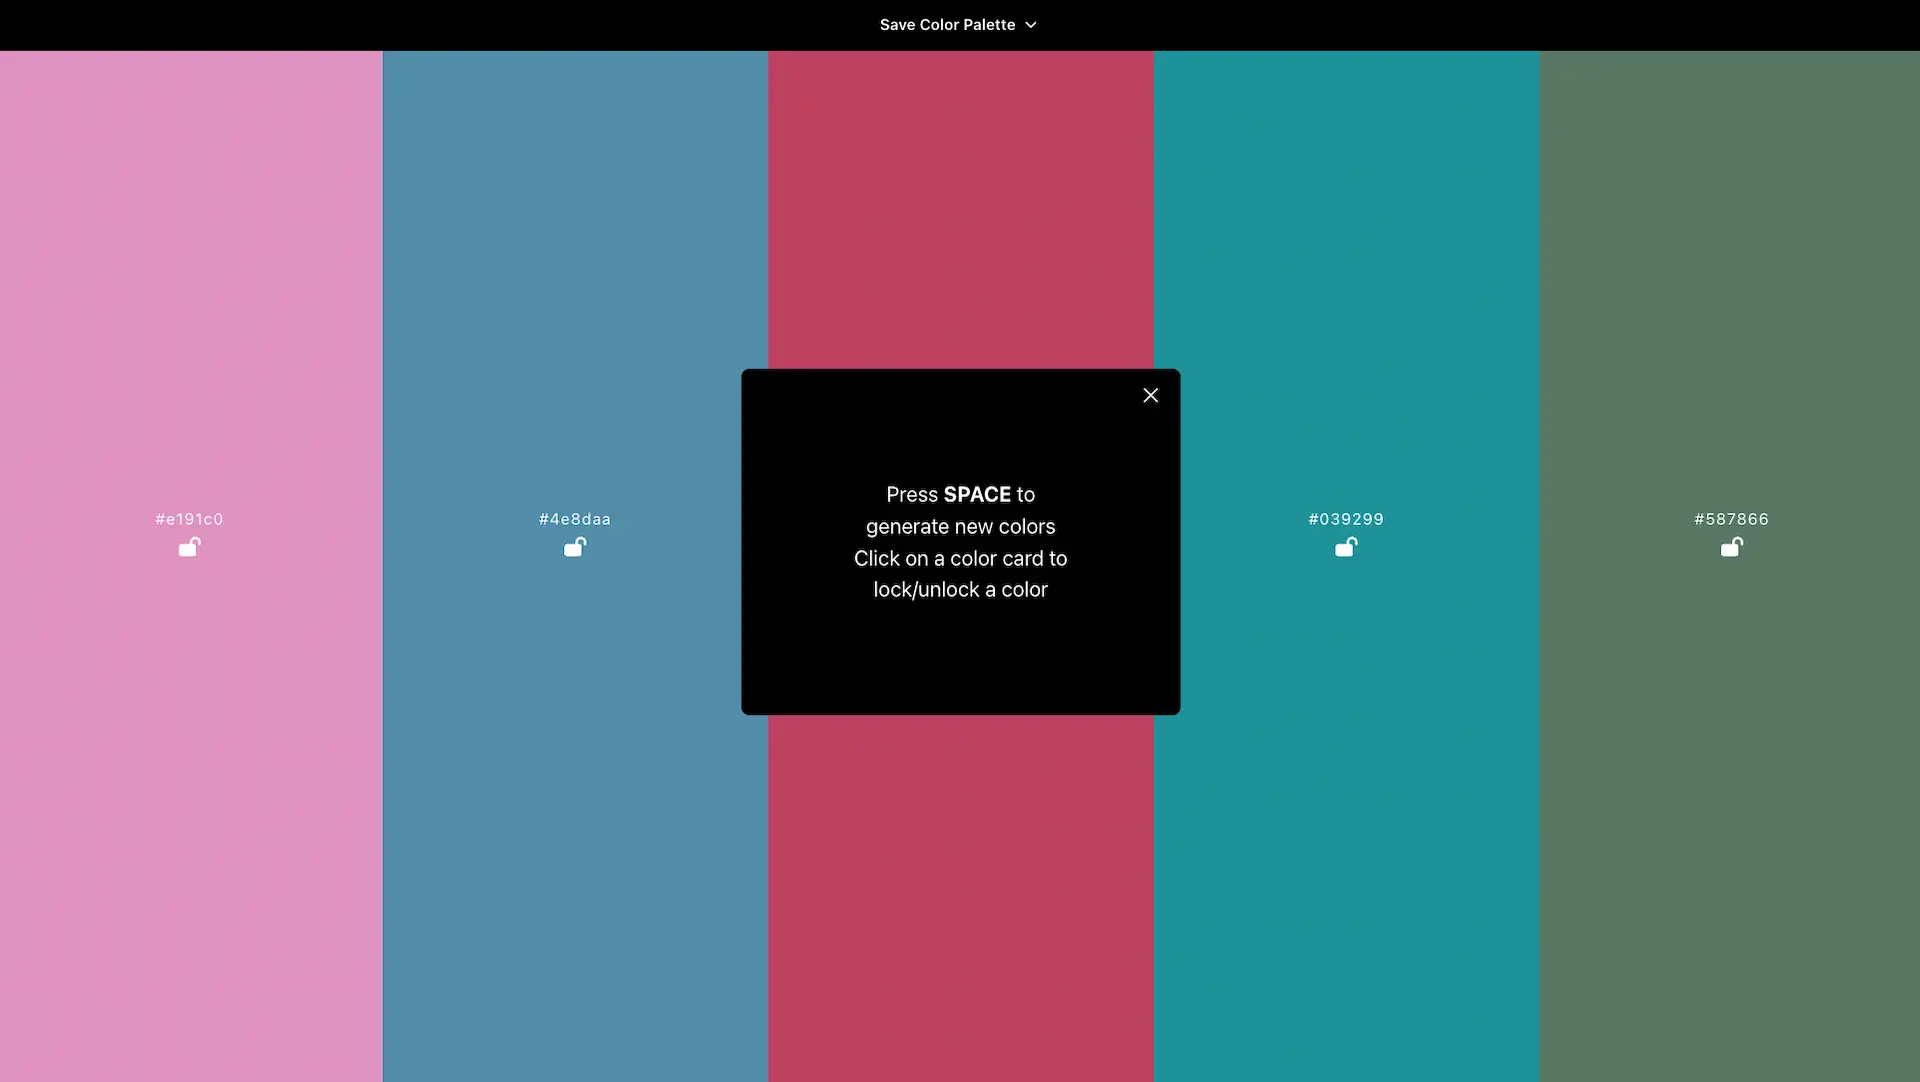 Save Color Palette
#e191c0
#4e8daa
Press SPACE to
generate new colors
Click on a color card to
lock/unlock a color
#039299
#587866